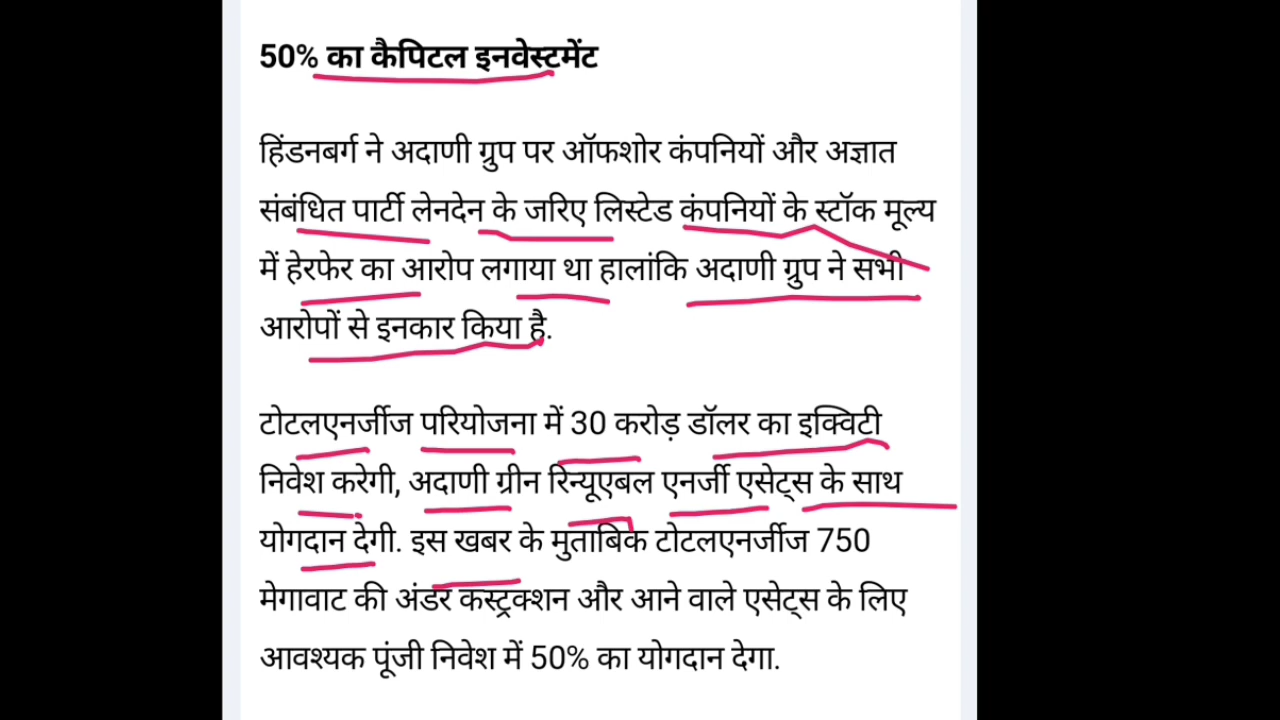 50% का कैपिटल इनवेस्टमेंट
हिंडनबर्ग ने अदाणी ग्रुप पर ऑफशोर कंपनियों और अज्ञात
संबंधित पार्टी लेनदेन के जरिए लिस्टेड कंपनियों के स्टॉक मूल्य
में हेरफेर का आरोप लगाया था हालांकि अदाणी ग्रुप ने सभी
आरोपों से इनकार किया है.
टोटलएनर्जीज परियोजना में 30 करोड़ डॉलर का इक्विटी
निवेश करेगी, अदाणी ग्रीन रिन्यूएबल एनर्जी एसेट्स के साथ
योगदान देगी. इस खबर के मुताबिक टोटलएनर्जीज 750
मेगावाट की अंडर कंस्ट्रक्शन और आने वाले एसेट्स के लिए
आवश्यक पूंजी निवेश में 50% का योगदान देगा.